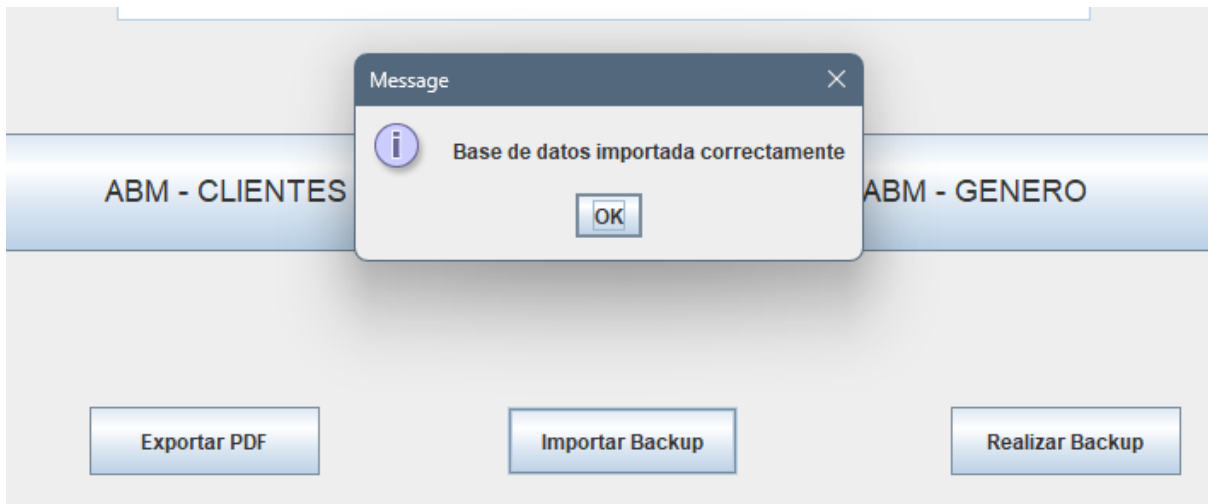 Message
i
Base de datos importada correctamente
OK
ABM - CLIENTES
ABM - GENERO
Exportar PDF
Importar Backup
Realizar Backup